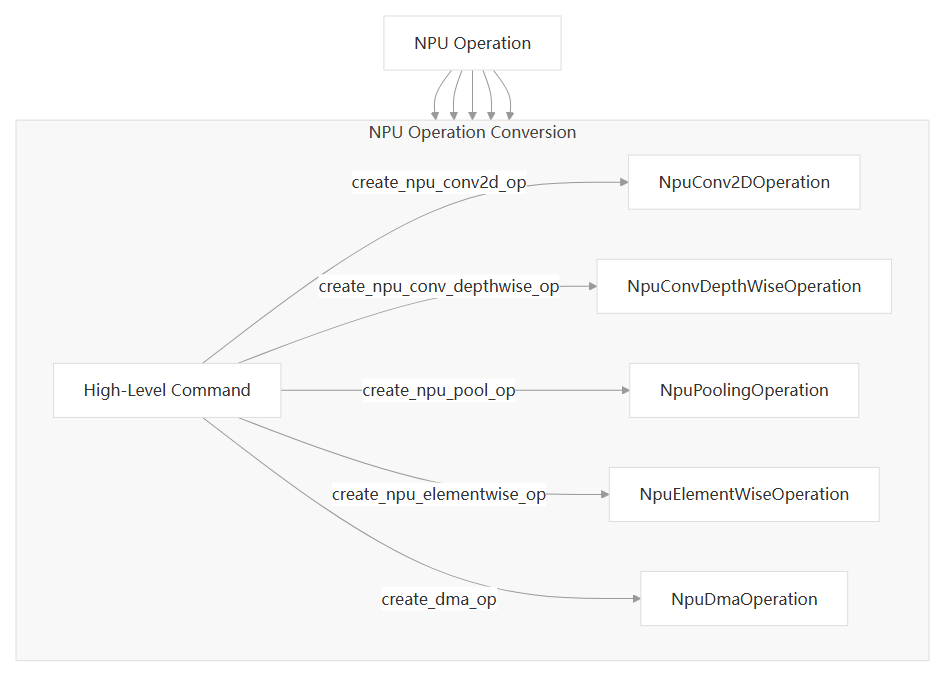 NPU Operation
NPU Operation Conversion
create_npu_conv2d_op
NpuConv2DOperation
create_npu_conv_depthwise_op
NpuConvDepthWiseOperation
High-Level Command
create_npu_pool_op
NpuPoolingOperation
create_npu_elementwise_op
NpuElementWiseOperation
create_dma_op
NpuDmaOperation